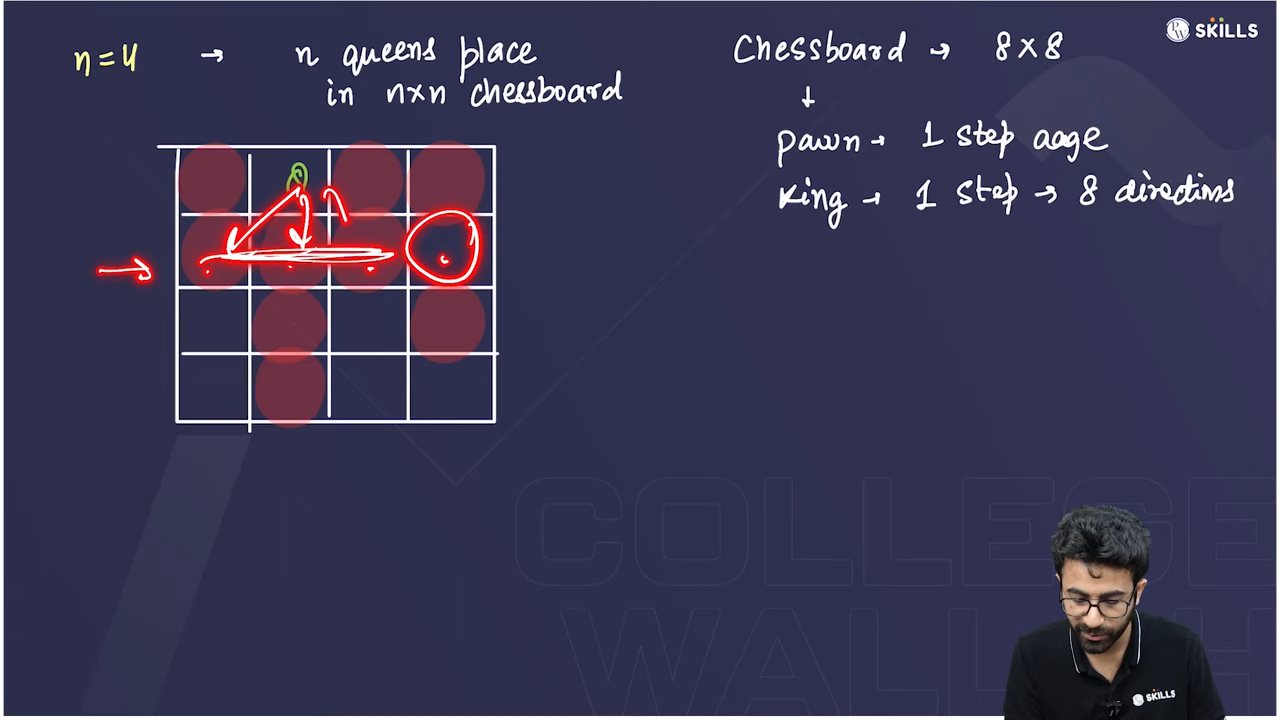 n=4 → n queens place
in n×n chessboard
Q
Chessboard → 8×8
↓
pawn → 1 step aage
King → 1 step → 8 directions
SKILLS
COLLEGE
WALLAH
SKILLS